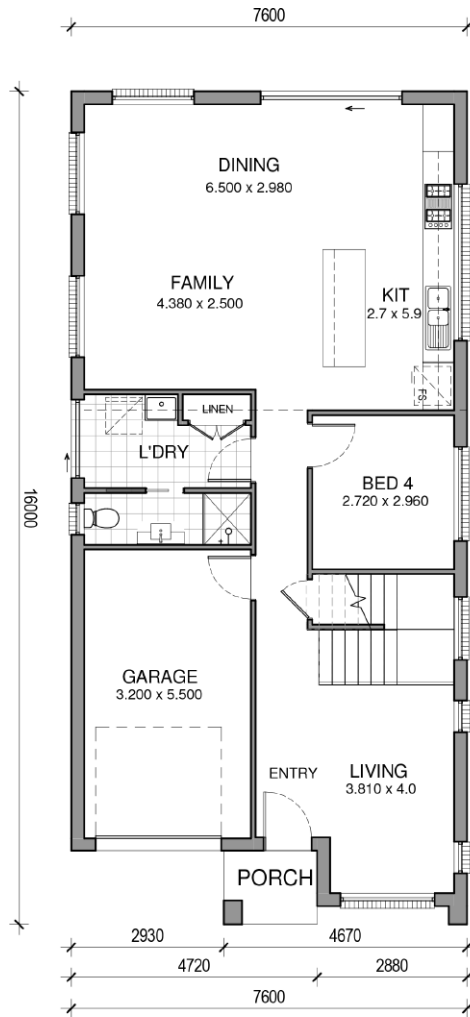 7600
DINING
6.500 x 2.980
FAMILY
4.380 x 2.500
KIT
2.7 x 5.9
FS
LINEN
L'DRY
BED 4
2.720 x 2.960
16000
GARAGE
3.200 x 5.500
ENTRY
LIVING
3.810 x 4.0
PORCH
2930
4670
4720
2880
7600